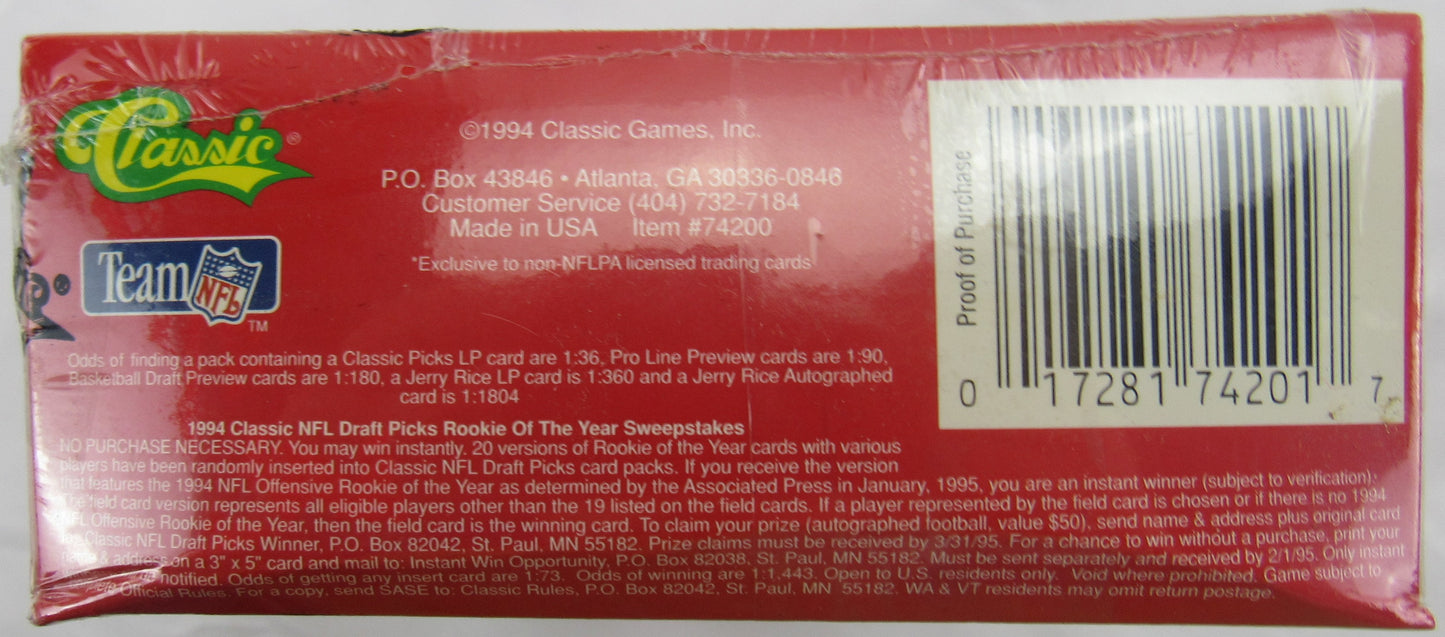 Classic®
Team NFL™
©1994 Classic Games, Inc.
P.O. Box 43846 • Atlanta, GA 30336-0846
Customer Service (404) 732-7184
Made in USA Item #74200
*Exclusive to non-NFLPA licensed trading cards
Proof of Purchase
0 17281 74201 7
Odds of finding a pack containing a Classic Picks LP card are 1:36, Pro Line Preview cards are 1:90,
Basketball Draft Preview cards are 1:180, a Jerry Rice LP card is 1:360 and a Jerry Rice Autographed
card is 1:1804
1994 Classic NFL Draft Picks Rookie Of The Year Sweepstakes
NO PURCHASE NECESSARY. You may win instantly. 20 versions of Rookie of the Year cards with various
players have been randomly inserted into Classic NFL Draft Picks card packs. If you receive the version
that features the 1994 NFL Offensive Rookie of the Year as determined by the Associated Press in January, 1995, you are an instant winner (subject to verification).
The field card version represents all eligible players other than the 19 listed on the field cards. If a player represented by the field card is chosen or if there is no 1994
NFL Offensive Rookie of the Year, then the field card is the winning card. To claim your prize (autographed football, value $50), send name & address plus original card
to: Classic NFL Draft Picks Winner, P.O. Box 82042, St. Paul, MN 55182. Prize claims must be received by 3/31/95. For a chance to win without a purchase, print your
name & address on a 3" x 5" card and mail to: Instant Win Opportunity, P.O. Box 82038, St. Paul, MN 55182. Must be sent separately and received by 2/1/95. Only instant
notified. Odds of getting any insert card are 1:73. Odds of winning are 1:1,443. Open to U.S. residents only. Void where prohibited. Game subject to
Official Rules. For a copy, send SASE to: Classic Rules, P.O. Box 82042, St. Paul, MN 55182. WA & VT residents may omit return postage.